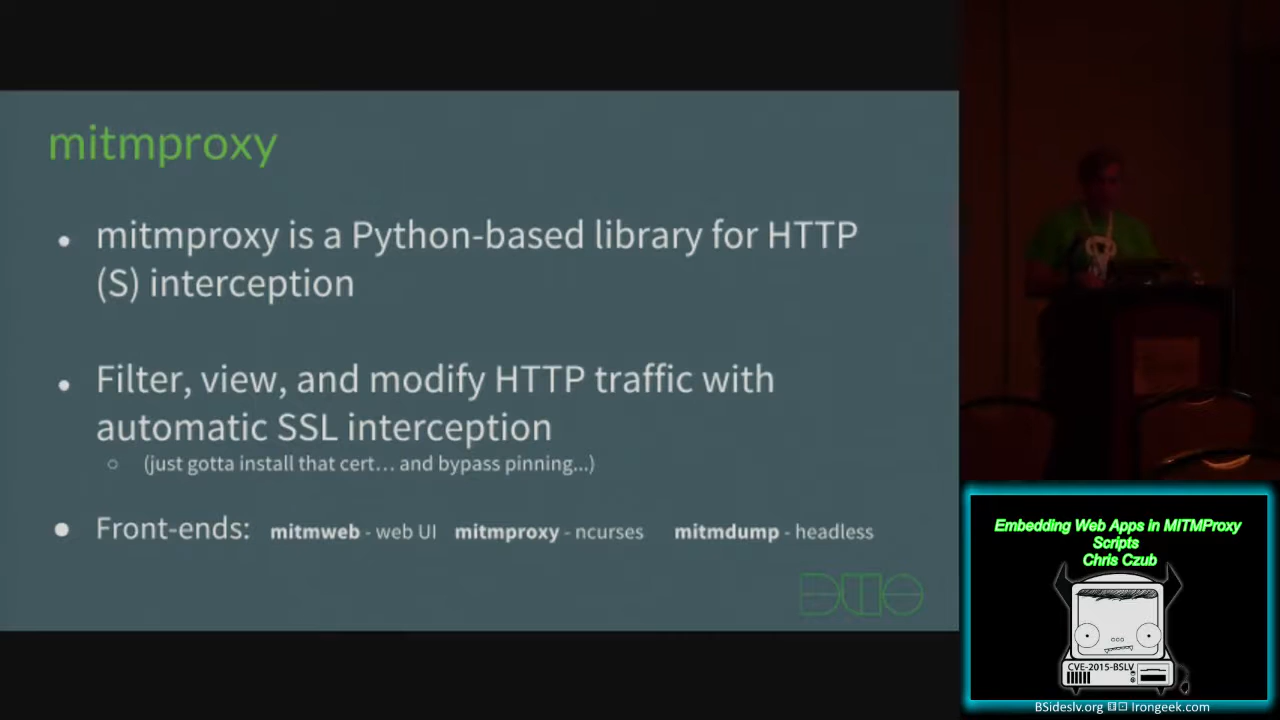 mitmproxy
● mitmproxy is a Python-based library for HTTP
(S) interception
● Filter, view, and modify HTTP traffic with
automatic SSL interception
○ (just gotta install that cert... and bypass pinning...)
● Front-ends: mitmweb - web UI mitmproxy - ncurses mitmdump - headless
DUO
Embedding Web Apps in MITMProxy
Scripts
Chris Czub
CVE-2015-BSLV
BSideslv.org Irongeek.com